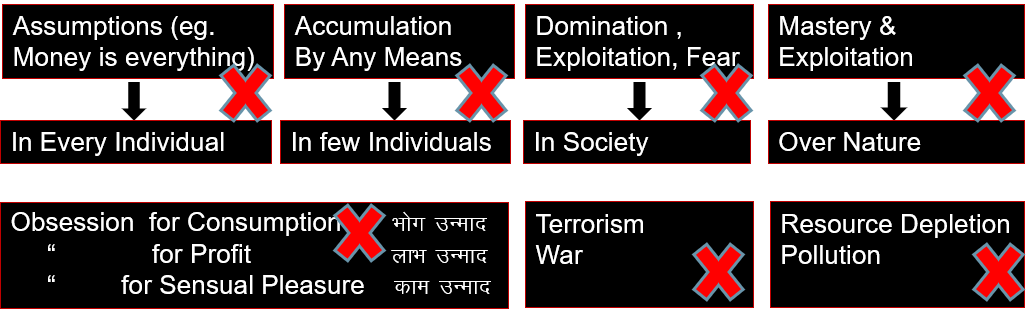 Assumptions (eg.
Money is everything)
Accumulation
By Any Means
Domination ,
Exploitation, Fear
Mastery &
Exploitation
In Every Individual
In few Individuals
In Society
Over Nature
Obsession for Consumption भोग उन्माद
“ for Profit लाभ उन्माद
“ for Sensual Pleasure काम उन्माद
Terrorism
War
Resource Depletion
Pollution